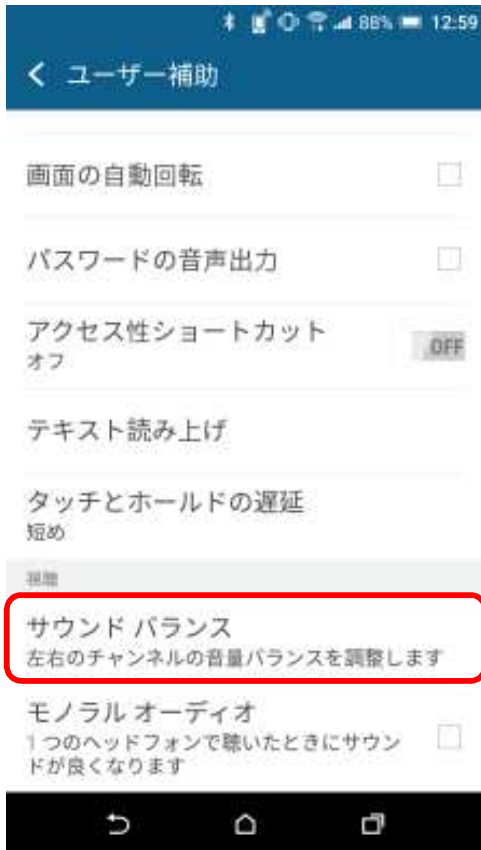 88% 12:59
ユーザー補助
画面の自動回転
パスワードの音声出力
アクセス性ショートカット
オフ
OFF
テキスト読み上げ
タッチとホールドの遅延
短め
視聴
サウンド バランス
左右のチャンネルの音量バランスを調整します
モノラル オーディオ
1 つのヘッドフォンで聴いたときにサウン
ドが良くなります